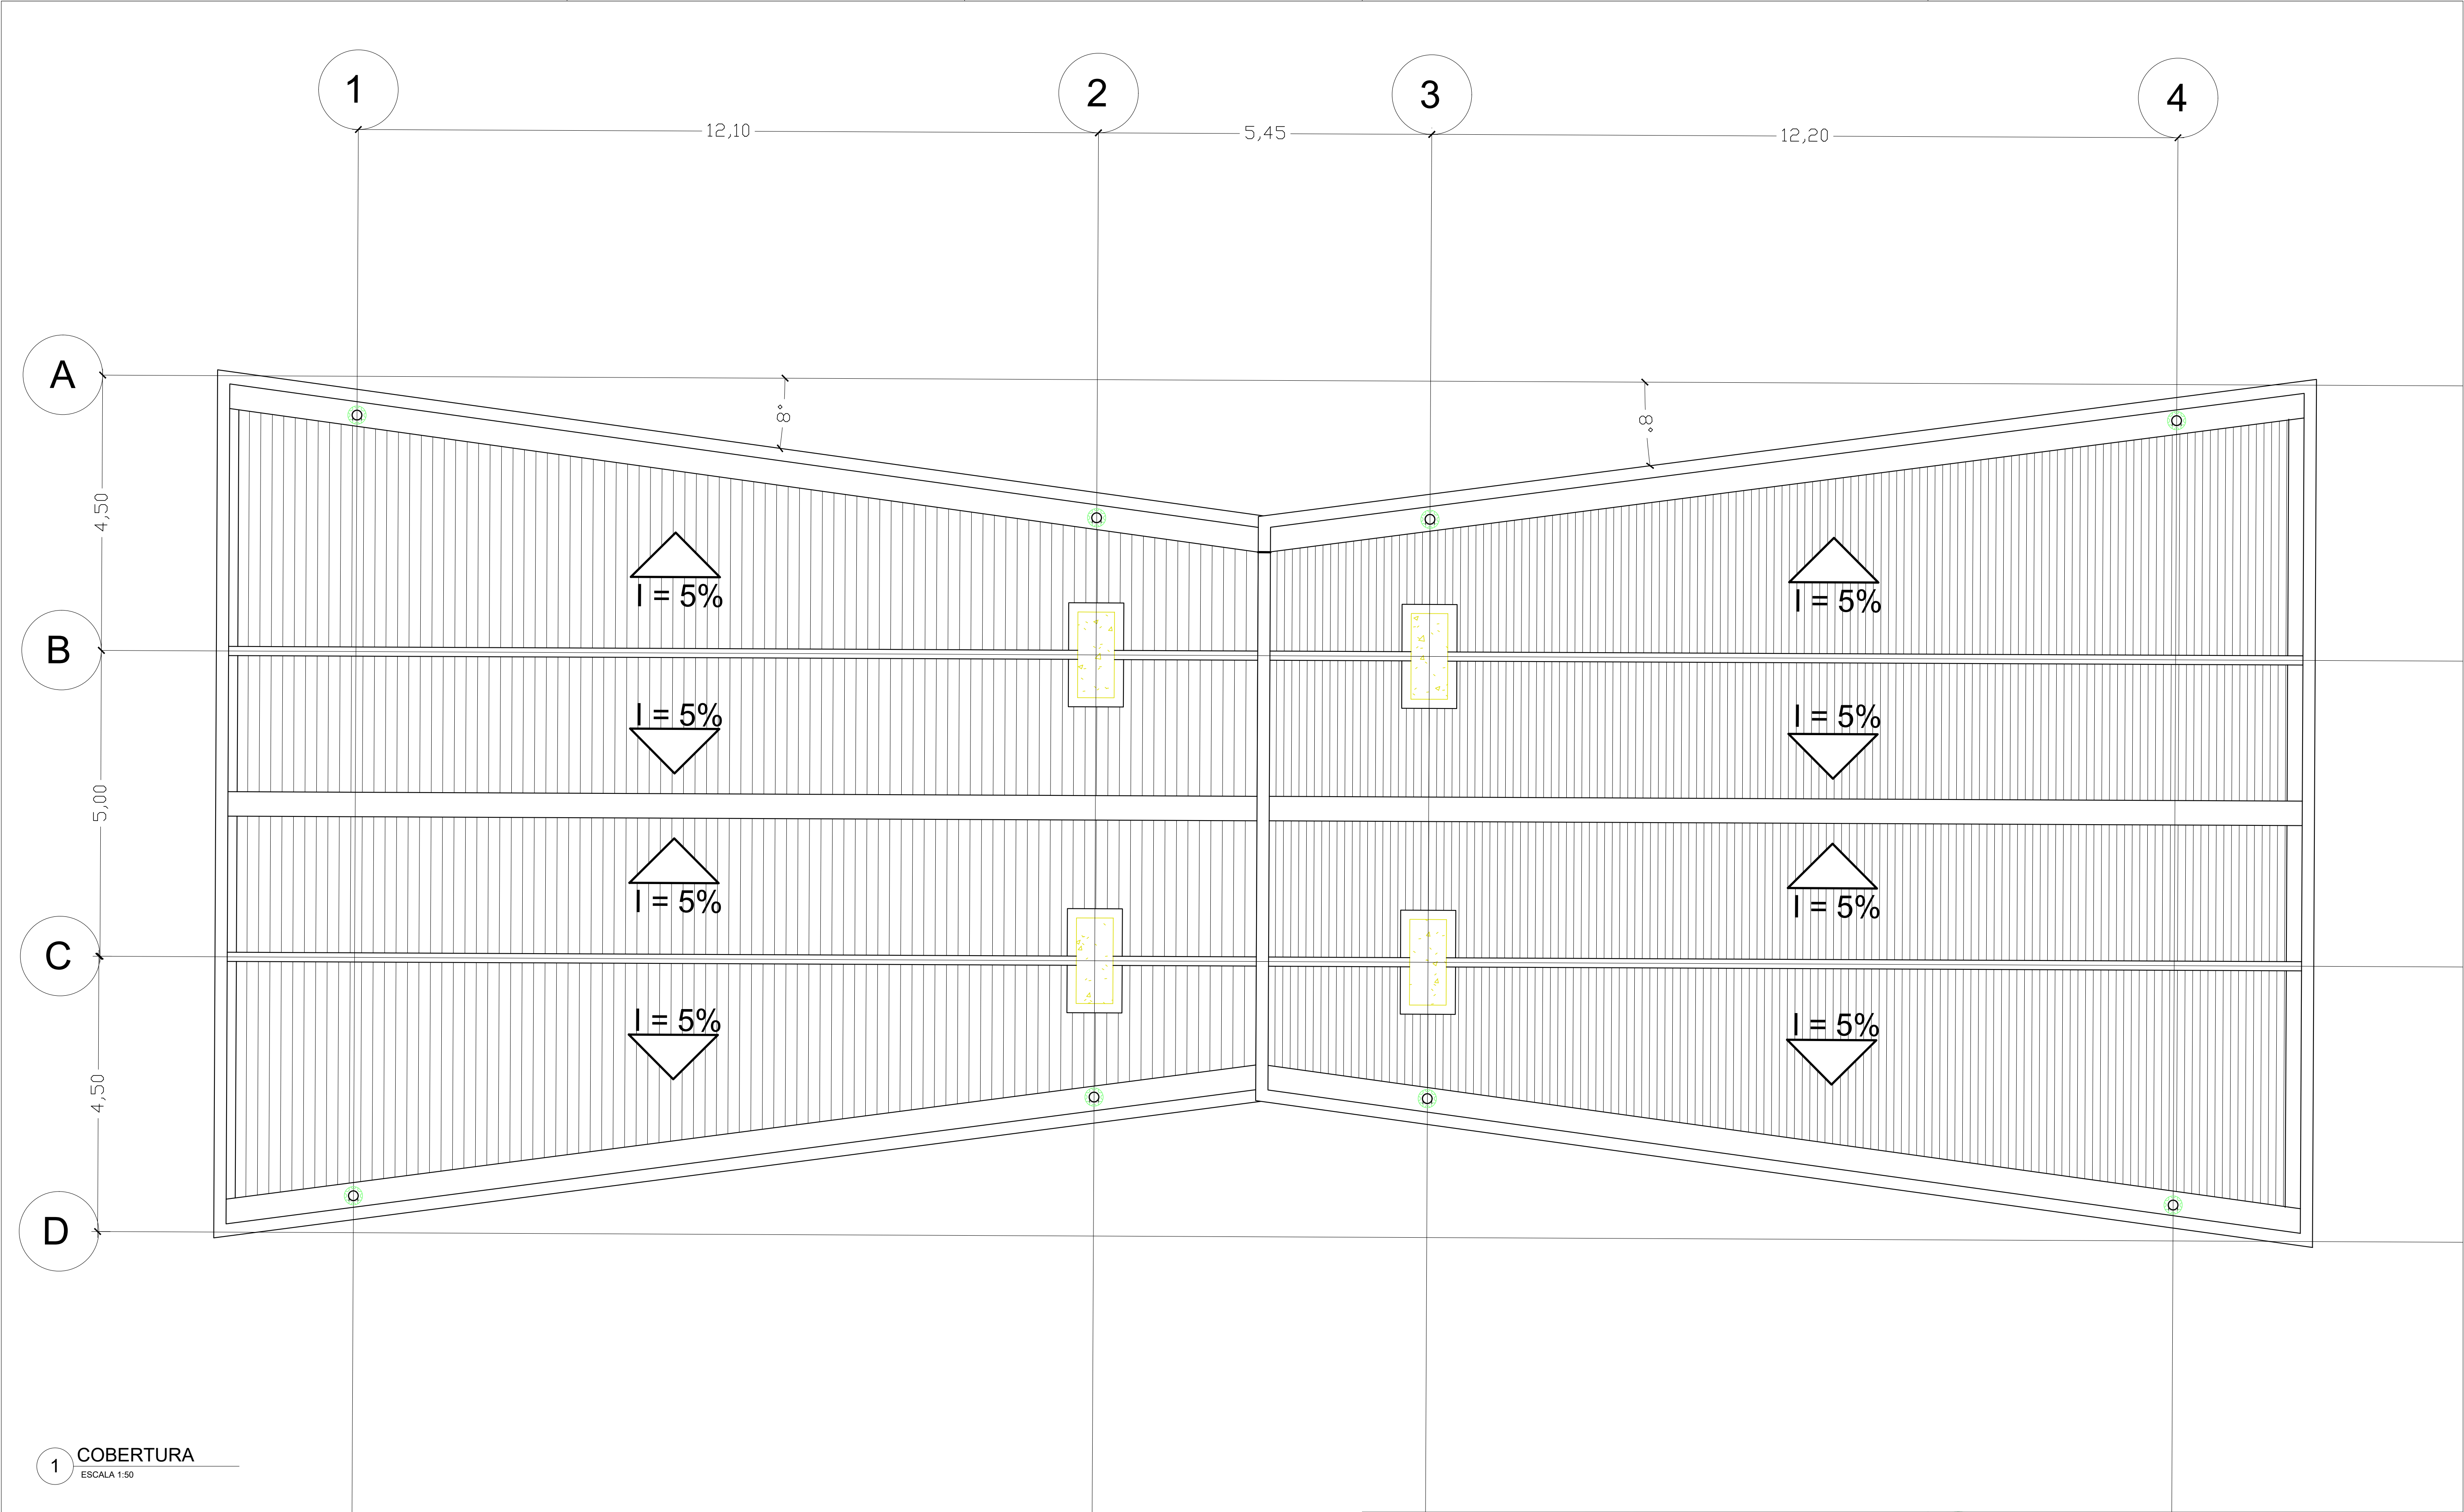 1
2
3
4
12,10
5,45
12,20
A
8°
8°
4,50
I = 5%
I = 5%
B
I = 5%
I = 5%
5,00
I = 5%
I = 5%
C
I = 5%
I = 5%
4,50
D
1
COBERTURA
ESCALA 1:50